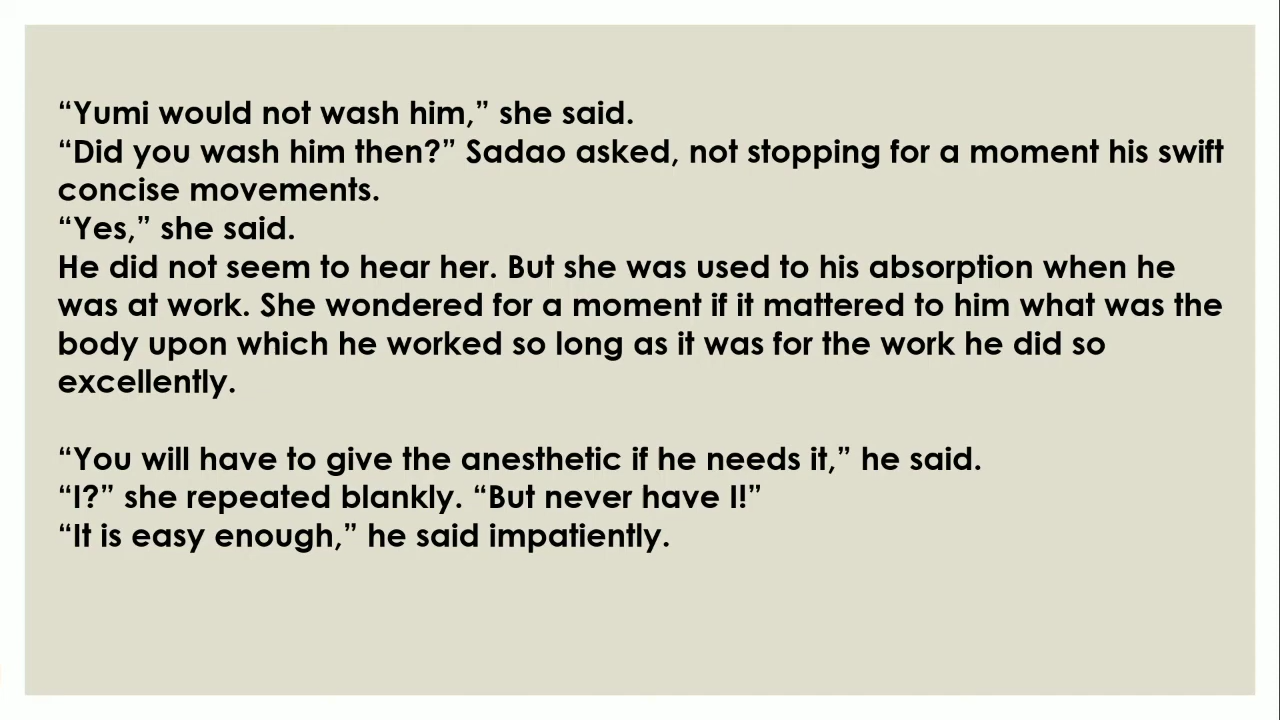 “Yumi would not wash him,” she said.
“Did you wash him then?” Sadao asked, not stopping for a moment his swift
concise movements.
“Yes,” she said.
He did not seem to hear her. But she was used to his absorption when he
was at work. She wondered for a moment if it mattered to him what was the
body upon which he worked so long as it was for the work he did so
excellently.
“You will have to give the anesthetic if he needs it,” he said.
“I?” she repeated blankly. “But never have I!”
“It is easy enough,” he said impatiently.